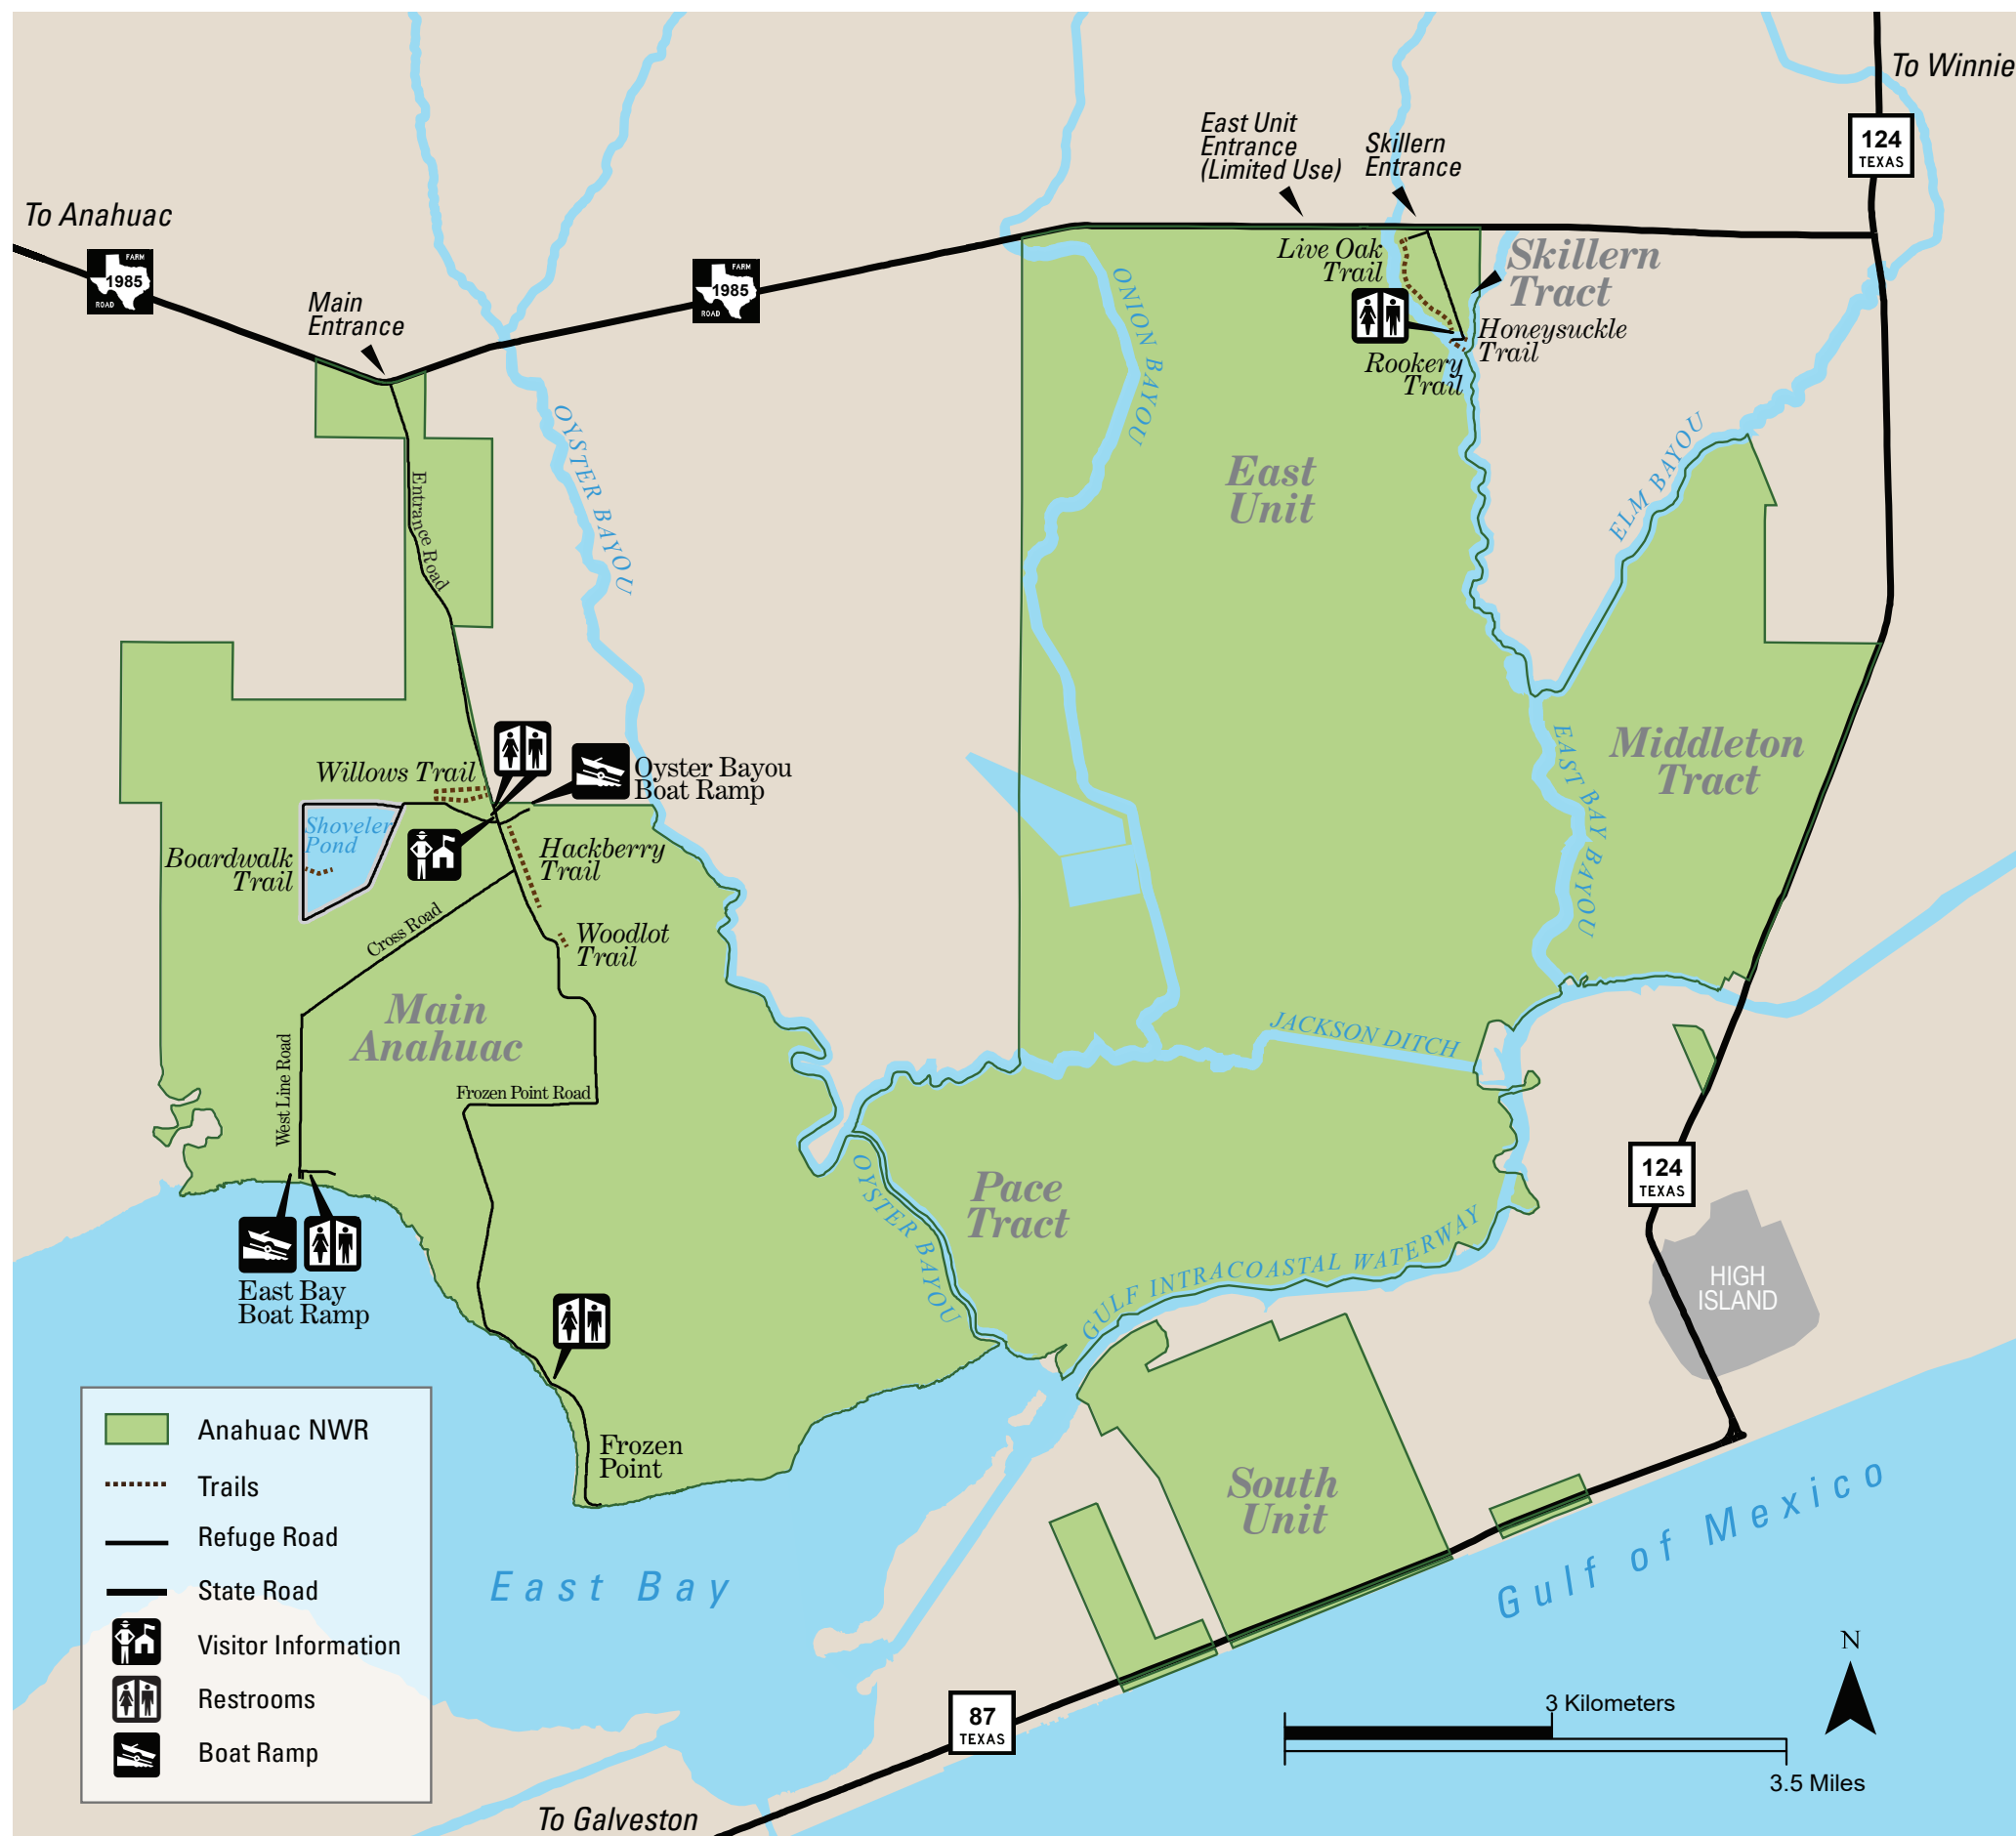 To Winnie
124
TEXAS
East Unit
Entrance
(Limited Use)
Skillern
Entrance
To Anahuac
FARM
1985
ROAD
FARM
1985
ROAD
Main
Entrance
Live Oak
Trail
Skillern
Tract
Honeysuckle
Trail
Rookery
Trail
ONION BAYOU
OYSTER BAYOU
ELM BAYOU
East
Unit
Entrance Road
Willows Trail
Oyster Bayou
Boat Ramp
Middleton
Tract
EAST BAY BAYOU
Shoveler
Pond
Boardwalk
Trail
Hackberry
Trail
Cross Road
Woodlot
Trail
Main
Anahuac
JACKSON DITCH
West Line Road
Frozen Point Road
Pace
Tract
OYSTER BAYOU
GULF INTRACOASTAL WATERWAY
124
TEXAS
HIGH
ISLAND
East Bay
Boat Ramp
Frozen
Point
South
Unit
East Bay
Gulf of Mexico
Anahuac NWR
Trails
Refuge Road
State Road
Visitor Information
Restrooms
Boat Ramp
N
3 Kilometers
3.5 Miles
87
TEXAS
To Galveston